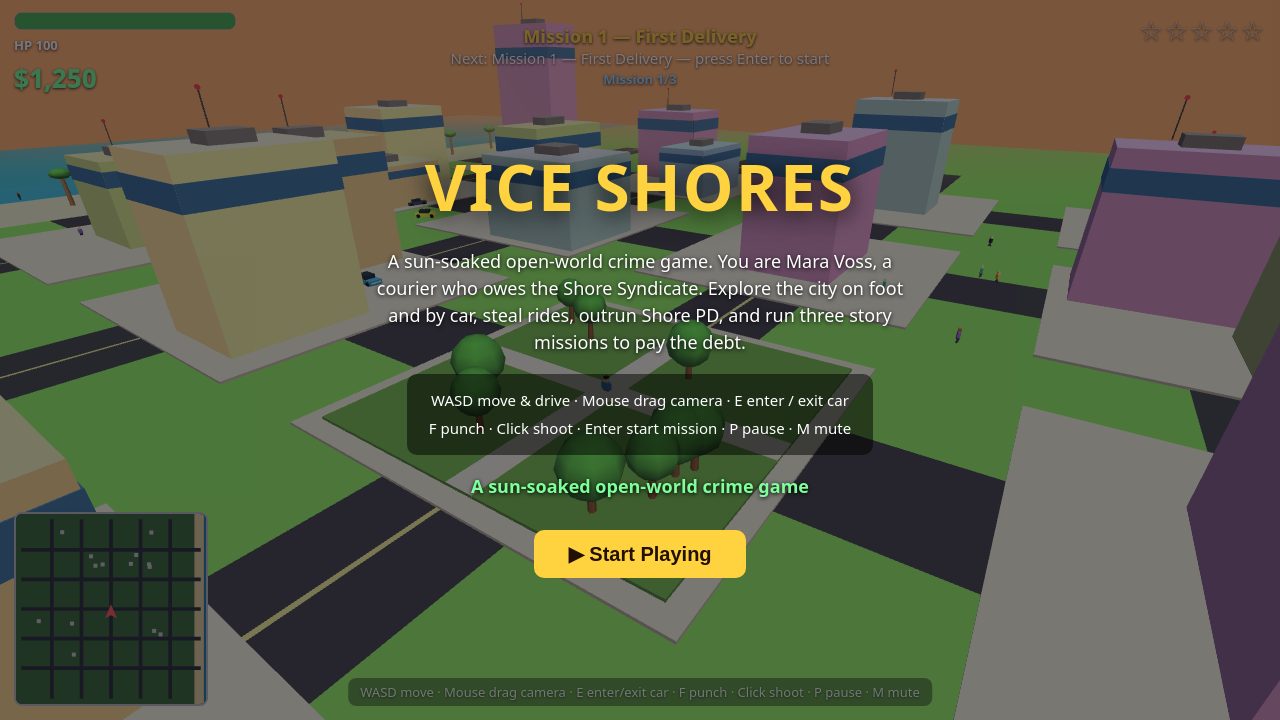 HP 100
$1,250
Mission 1 — First Delivery
Next: Mission 1 — First Delivery — press Enter to start
Mission 1/3
☆☆☆☆☆
VICE SHORES
A sun-soaked open-world crime game. You are Mara Voss, a
courier who owes the Shore Syndicate. Explore the city on foot
and by car, steal rides, outrun Shore PD, and run three story
missions to pay the debt.
WASD move & drive · Mouse drag camera · E enter / exit car
F punch · Click shoot · Enter start mission · P pause · M mute
A sun-soaked open-world crime game
▶ Start Playing
WASD move · Mouse drag camera · E enter/exit car · F punch · Click shoot · P pause · M mute